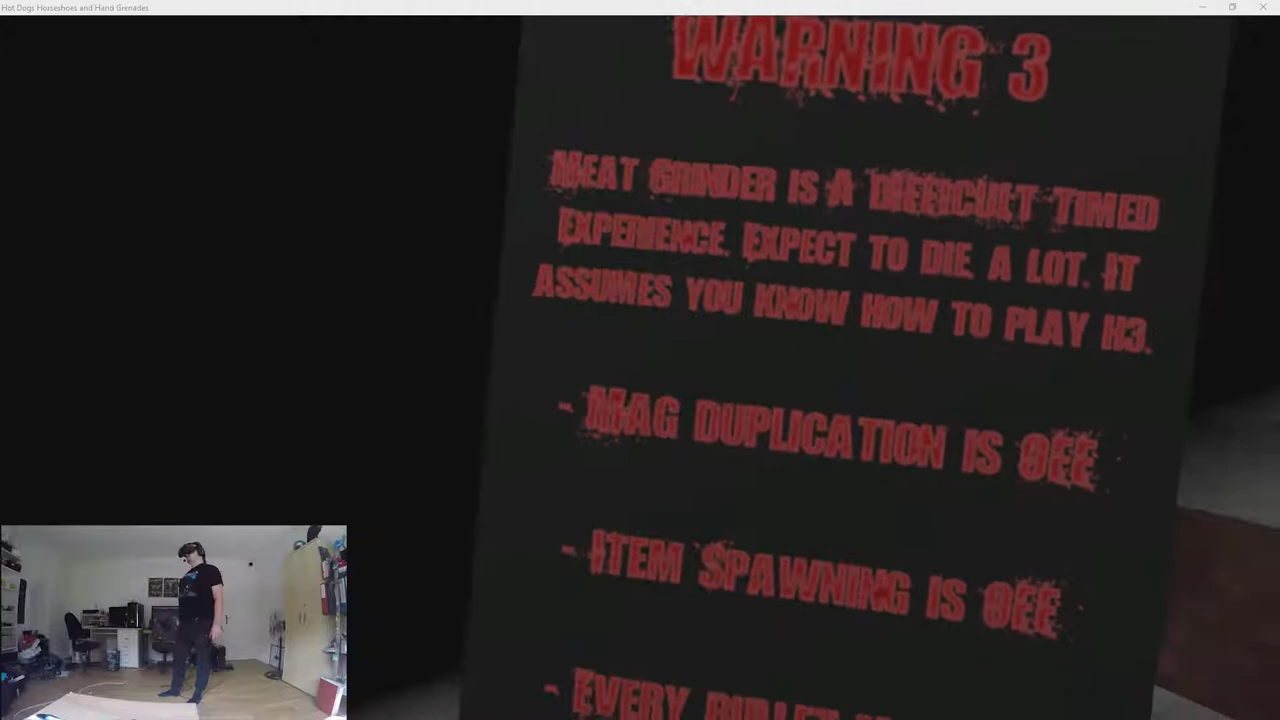 Hot Dogs Horseshoes and Hand Grenades
WARNING 3
MEAT GRINDER IS A DIFFICULT TIMED
EXPERIENCE. EXPECT TO DIE A LOT. IT
ASSUMES YOU KNOW HOW TO PLAY H3.
- MAG DUPLICATION IS OFF
- ITEM SPAWNING IS OFF
- EVERY BULLET